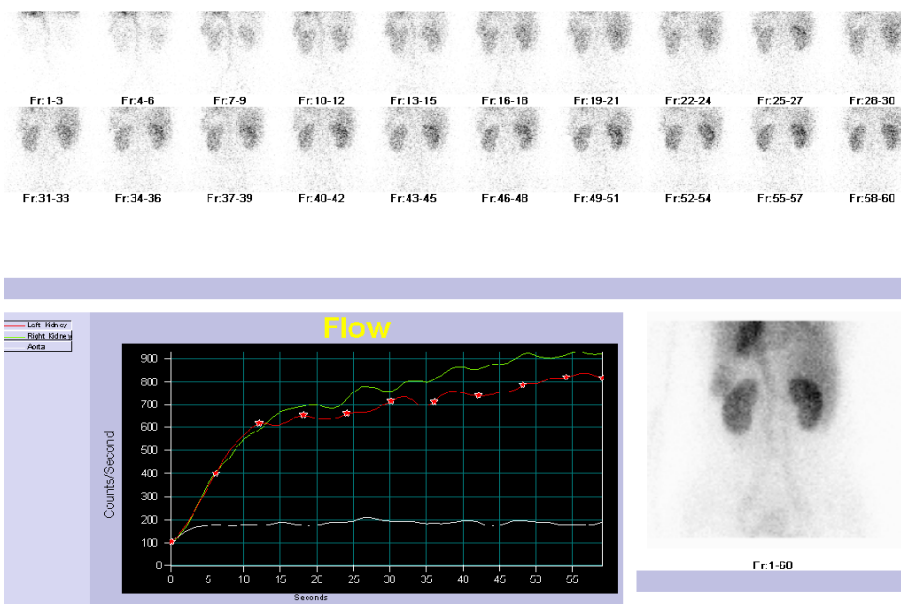 Fr:1-3 Fr:4-6 Fr:7-9 Fr:10-12 Fr:13-15 Fr:16-18 Fr:19-21 Fr:22-24 Fr:25-27 Fr:28-30
Fr:31-33 Fr:34-36 Fr:37-39 Fr:40-42 Fr:43-45 Fr:46-48 Fr:49-51 Fr:52-54 Fr:55-57 Fr:58-60
Left Kidney
Right Kidney
Aorta
Flow
900
800
700
600
500
400
300
200
100
0
Counts/Second
0 5 10 15 20 25 30 35 40 45 50 55
Seconds
Fr:1-60